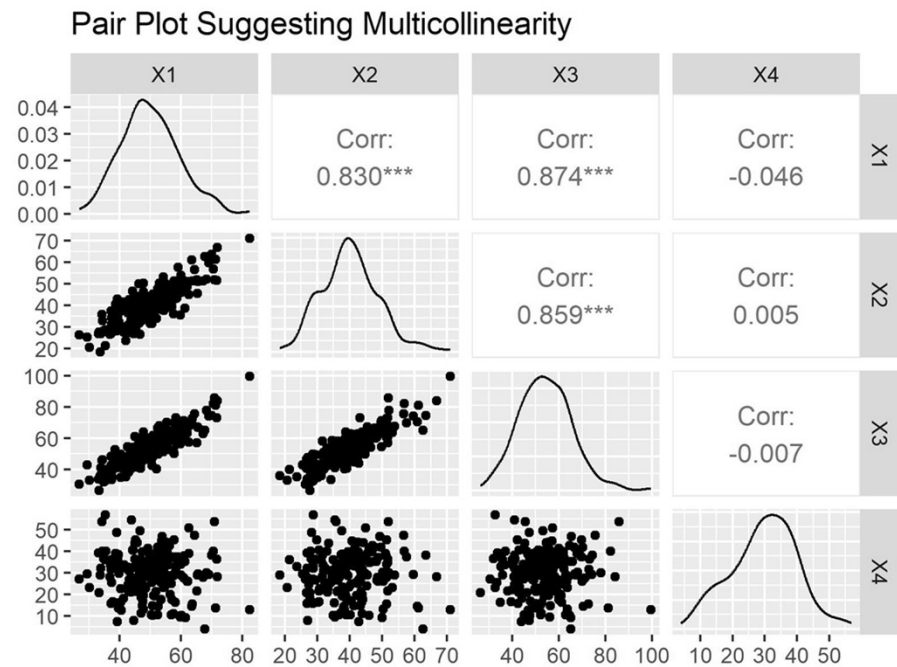 Pair Plot Suggesting Multicollinearity
X1
X2
X3
X4
0.04
0.03
0.02
0.01
0.00
Corr:
0.830***
Corr:
0.874***
Corr:
-0.046
X1
70
60
50
40
30
20
Corr:
0.859***
Corr:
0.005
X2
100
80
60
40
Corr:
-0.007
X3
50
40
30
20
10
X4
40 60 80
20 30 40 50 60 70
40 60 80 100
10 20 30 40 50